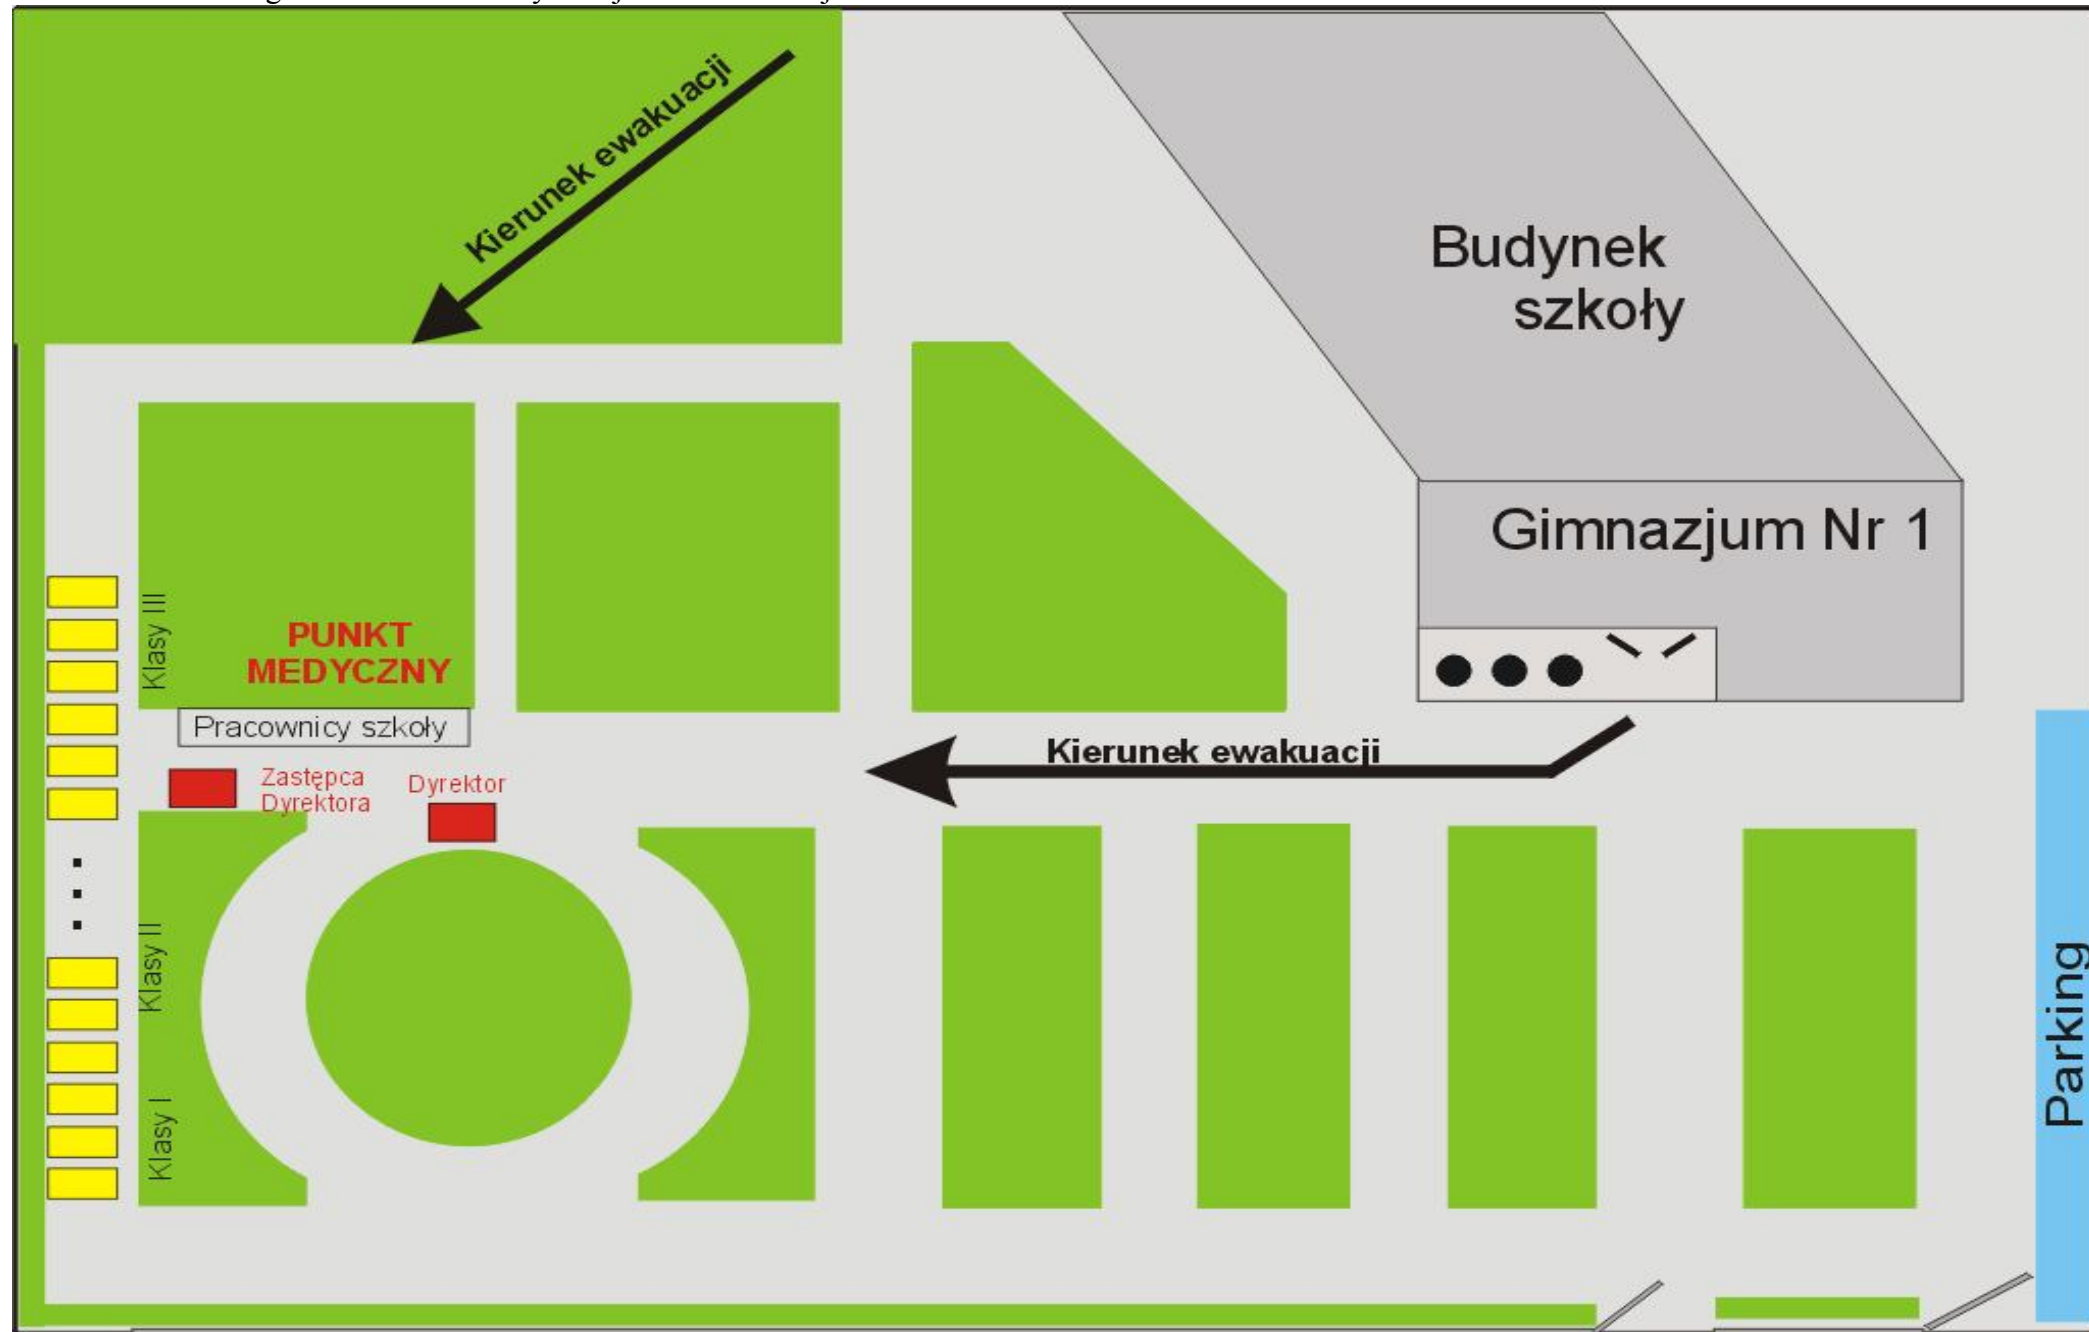 Kierunek ewakuacji
Budynek
szkoły
Gimnazjum Nr 1
Klasy III
PUNKT
MEDYCZNY
Pracownicy szkoły
Zastępca
Dyrektora
Dyrektor
Kierunek ewakuacji
Klasy II
Klasy I
Parking